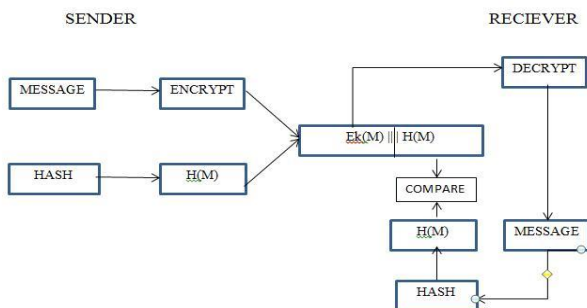 SENDER
RECIEVER
DECRYPT
MESSAGE
ENCRYPT
Ek(M) || H(M)
HASH
H(M)
COMPARE
H(M)
MESSAGE
HASH